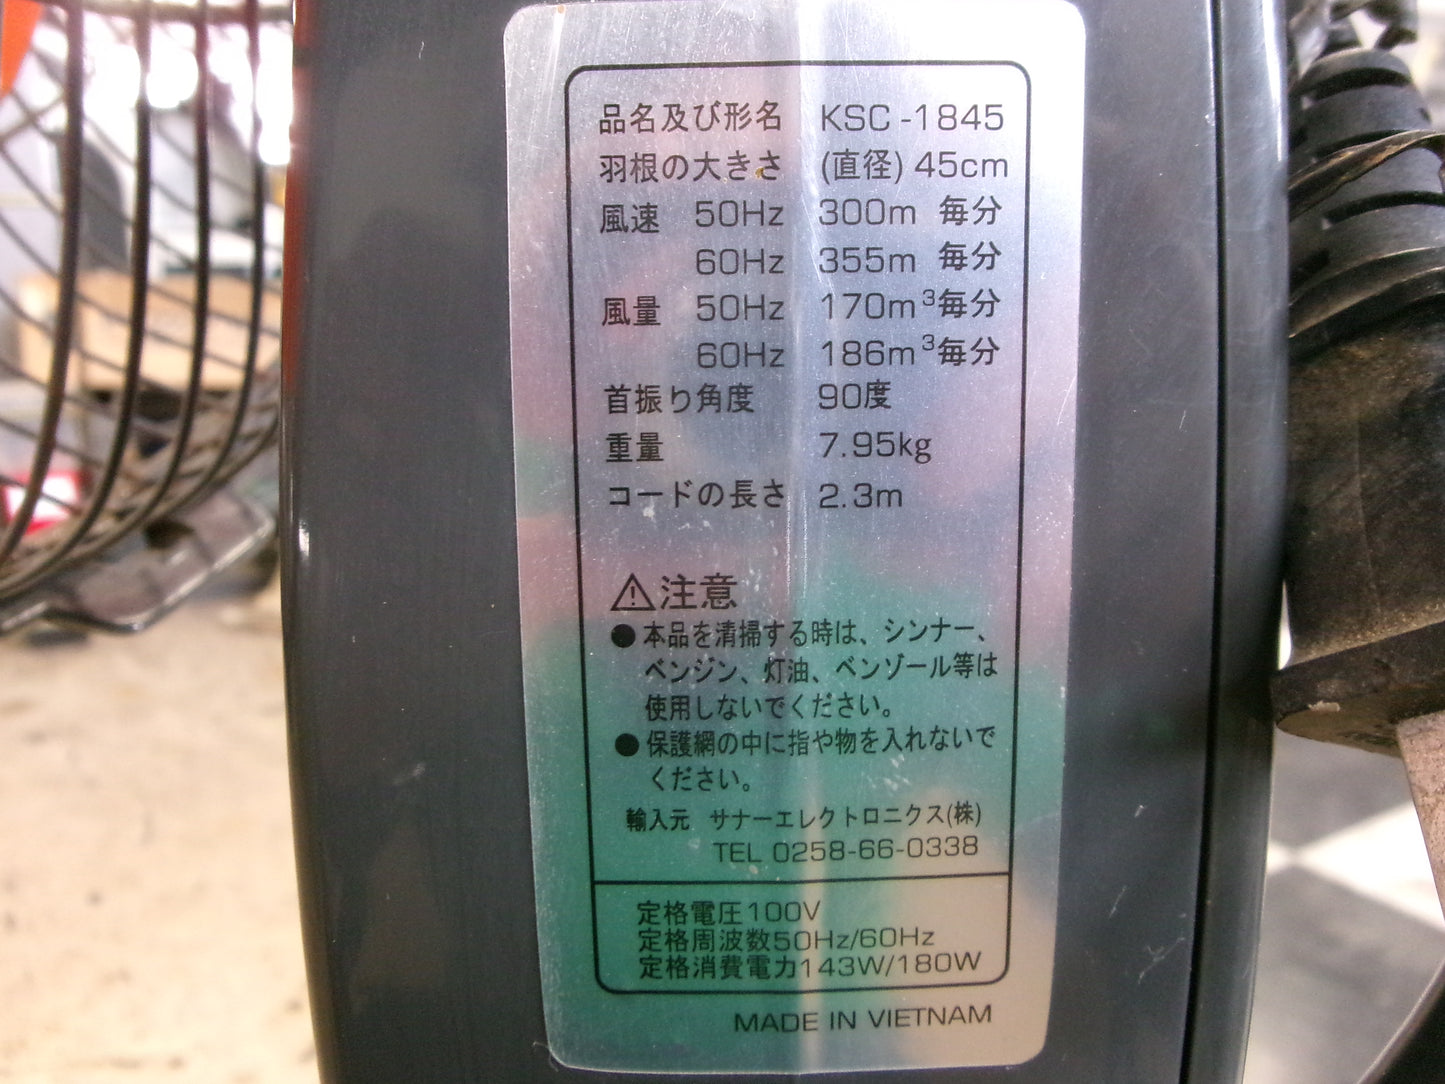 品名及び形名 KSC-1845
羽根の大きさ (直径) 45cm
風速 50Hz 300m 毎分
60Hz 355m 毎分
風量 50Hz 170m³毎分
60Hz 186m³毎分
首振り角度 90度
重量 7.95kg
コードの長さ 2.3m
⚠注意
●本品を清掃する時は、シンナー、
ベンジン、灯油、ベンゾール等は
使用しないでください。
●保護網の中に指や物を入れないで
ください。
輸入元 サナーエレクトロニクス(株)
TEL 0258-66-0338
定格電圧100V
定格周波数50Hz/60Hz
定格消費電力143W/180W
MADE IN VIETNAM